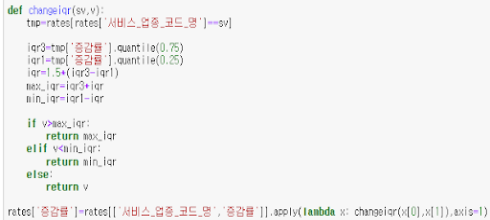 def changeiqr(sv,v):
    tmp=rates[rates['서비스_업종_코드_명']==sv]

    iqr3=tmp['증감률'].quantile(0.75)
    iqr1=tmp['증감률'].quantile(0.25)
    iqr=1.5*(iqr3-iqr1)
    max_iqr=iqr3+iqr
    min_iqr=iqr1-iqr

    if v>max_iqr:
        return max_iqr
    elif v<min_iqr:
        return min_iqr
    else:
        return v

rates['증감률']=rates[['서비스_업종_코드_명','증감률']].apply(lambda x: changeiqr(x[0],x[1]),axis=1)